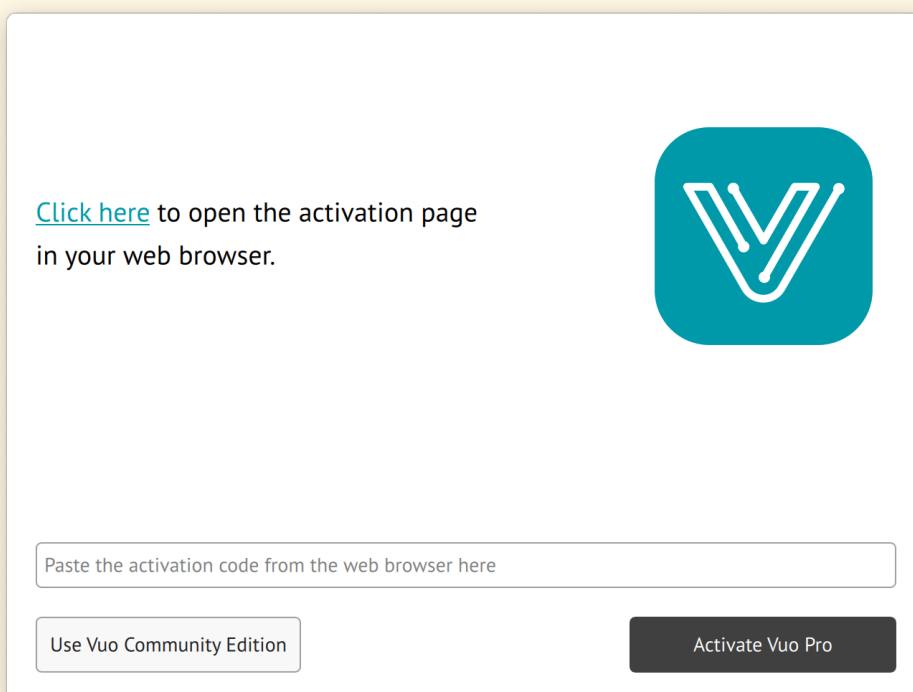 Click here to open the activation page
in your web browser.
Paste the activation code from the web browser here
Use Vuo Community Edition
Activate Vuo Pro